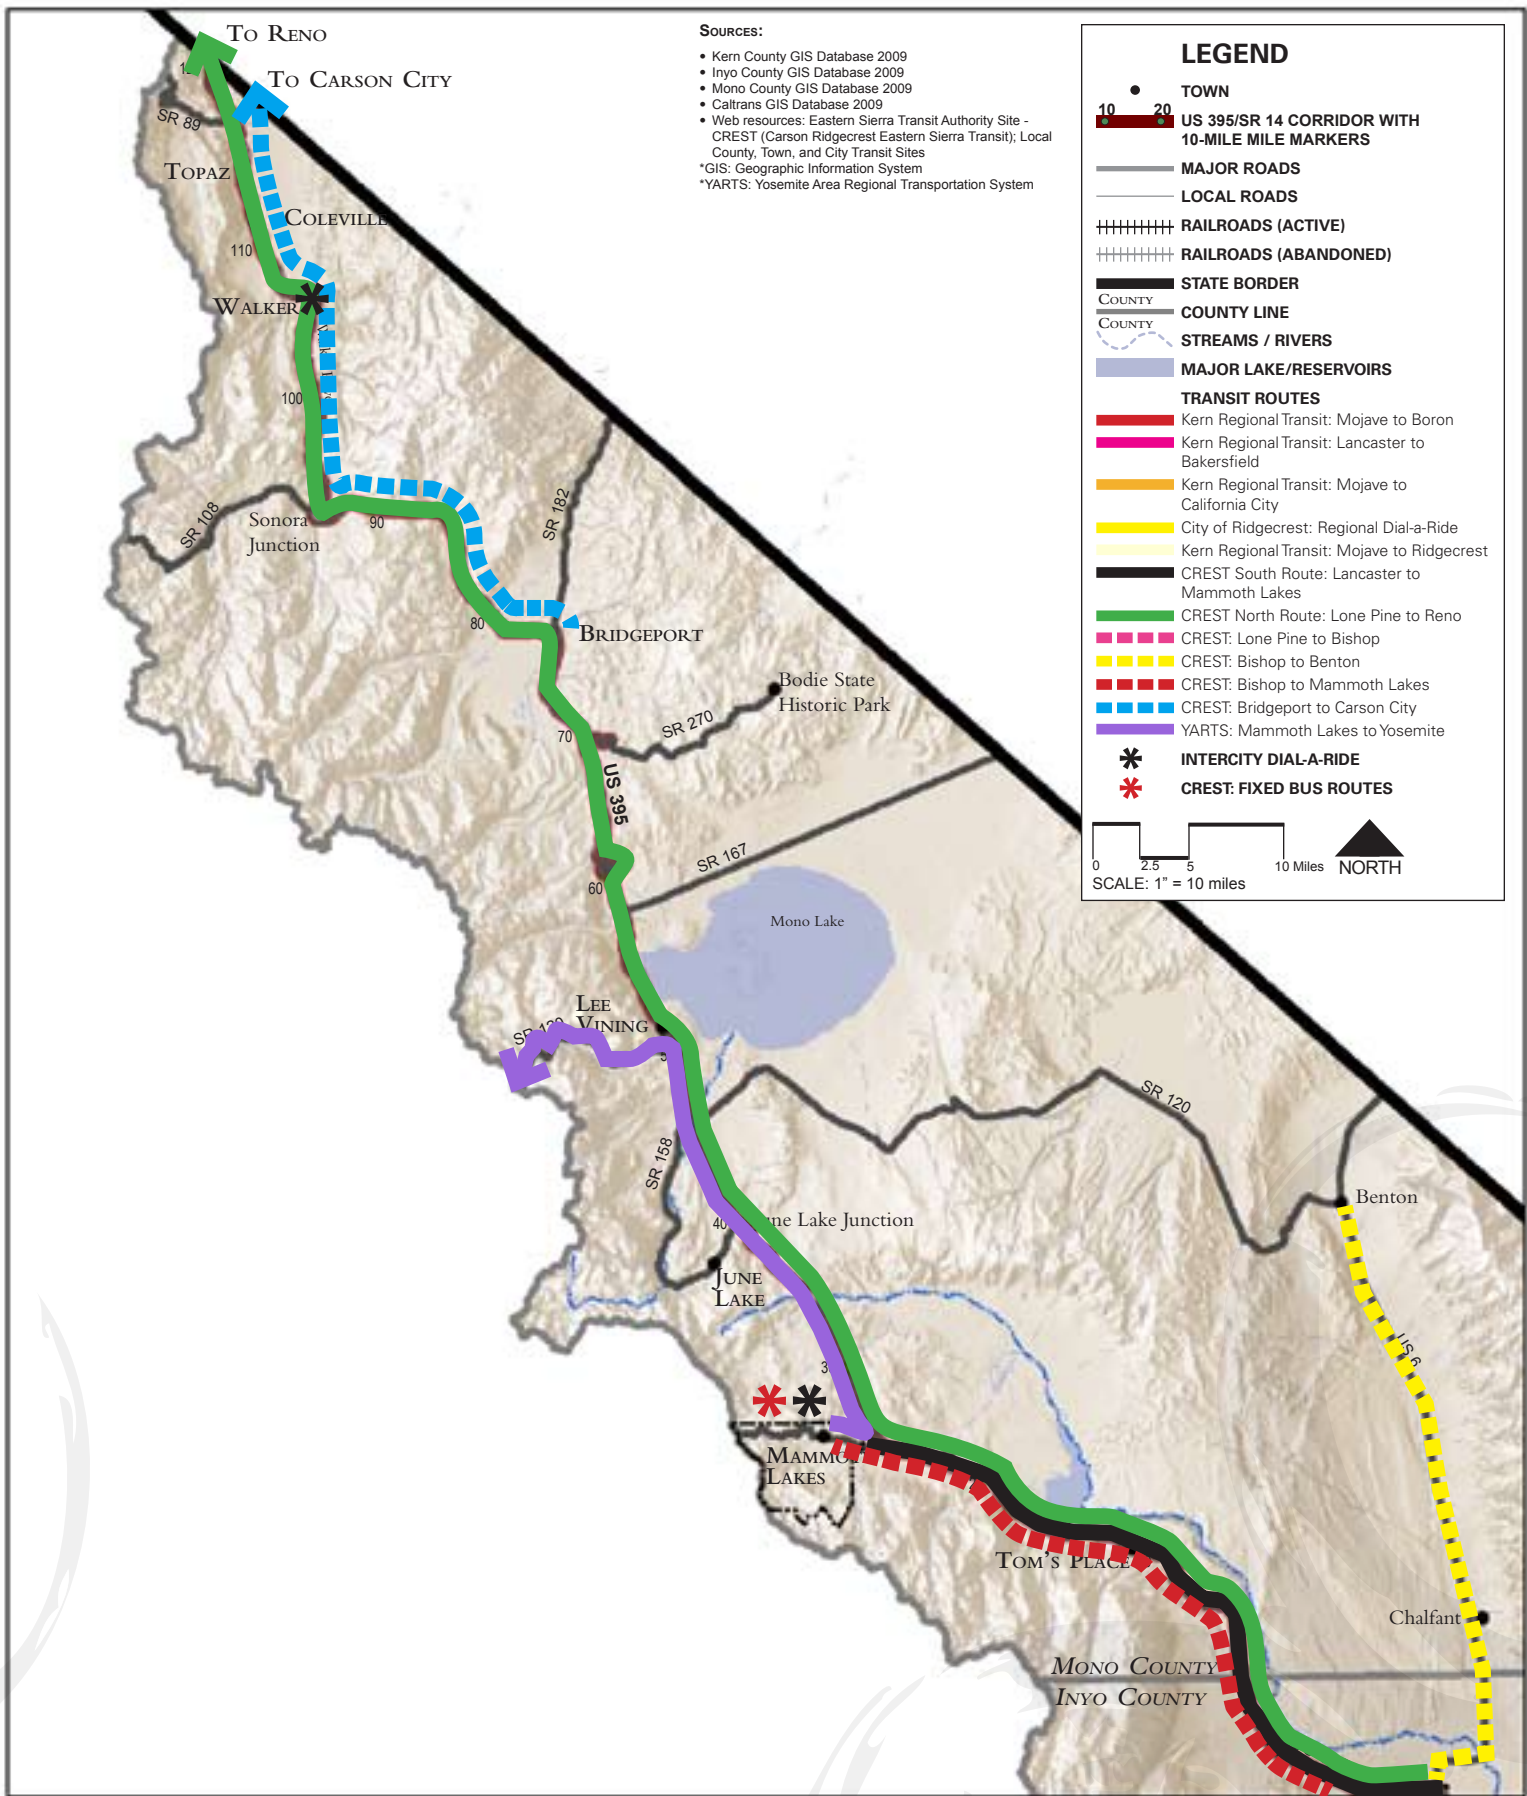 To Reno
To Carson City
SR 89
Topaz
Coleville
110
Walker
100
SR 108
Sonora
Junction
90
SR 182
80
Bridgeport
Bodie State
Historic Park
SR 270
70
US 395
SR 167
60
Mono Lake
Lee
Vining
SR 120
SR 158
SR 120
Benton
40
June Lake Junction
June
Lake
US 6
Mammoth
Lakes
Tom's Place
Chalfant
Mono County
Inyo County
Sources:
• Kern County GIS Database 2009
• Inyo County GIS Database 2009
• Mono County GIS Database 2009
• Caltrans GIS Database 2009
• Web resources: Eastern Sierra Transit Authority Site -
CREST (Carson Ridgecrest Eastern Sierra Transit); Local
County, Town, and City Transit Sites
*GIS: Geographic Information System
*YARTS: Yosemite Area Regional Transportation System
LEGEND
TOWN
10 20
US 395/SR 14 CORRIDOR WITH
10-MILE MILE MARKERS
MAJOR ROADS
LOCAL ROADS
RAILROADS (ACTIVE)
RAILROADS (ABANDONED)
STATE BORDER
County
COUNTY LINE
County
STREAMS / RIVERS
MAJOR LAKE/RESERVOIRS
TRANSIT ROUTES
Kern Regional Transit: Mojave to Boron
Kern Regional Transit: Lancaster to
Bakersfield
Kern Regional Transit: Mojave to
California City
City of Ridgecrest: Regional Dial-a-Ride
Kern Regional Transit: Mojave to Ridgecrest
CREST South Route: Lancaster to
Mammoth Lakes
CREST North Route: Lone Pine to Reno
CREST: Lone Pine to Bishop
CREST: Bishop to Benton
CREST: Bishop to Mammoth Lakes
CREST: Bridgeport to Carson City
YARTS: Mammoth Lakes to Yosemite
INTERCITY DIAL-A-RIDE
CREST: FIXED BUS ROUTES
0 2.5 5 10 Miles
NORTH
SCALE: 1" = 10 miles